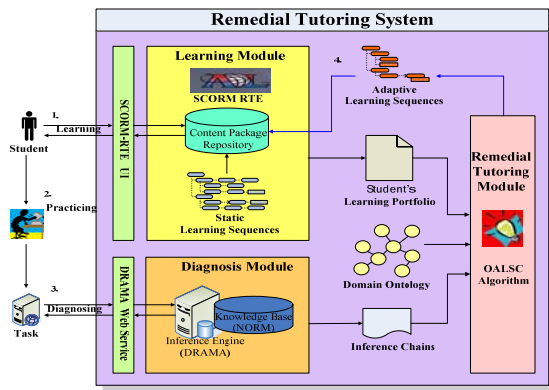 Remedial Tutoring System
Learning Module
SCORM RTE
Content Package
Repository
Static
Learning Sequences
SCORM-RTE UI
1.
Learning
Student
2.
Practicing
3.
Diagnosing
Task
DRAMA Web Service
Diagnosis Module
Knowledge Base
(NORM)
Inference Engine
(DRAMA)
4.
Adaptive
Learning Sequences
Student's
Learning Portfolio
Domain Ontology
Inference Chains
Remedial
Tutoring
Module
OALSC
Algorithm